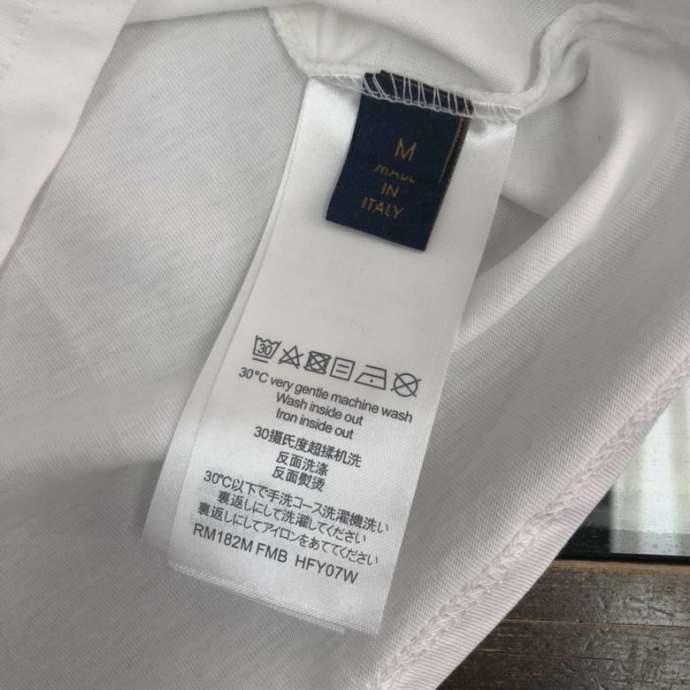 M
MADE
IN
ITALY
30
30°C very gentle machine wash
Wash inside out
Iron inside out
30攝氏度超揉机洗
反面洗涤
反面熨烫
30℃以下で手洗コース洗濯機洗い
裏返しにして洗濯してください
裏返しにしてアイロンをあててください
RM182M FMB HFY07W